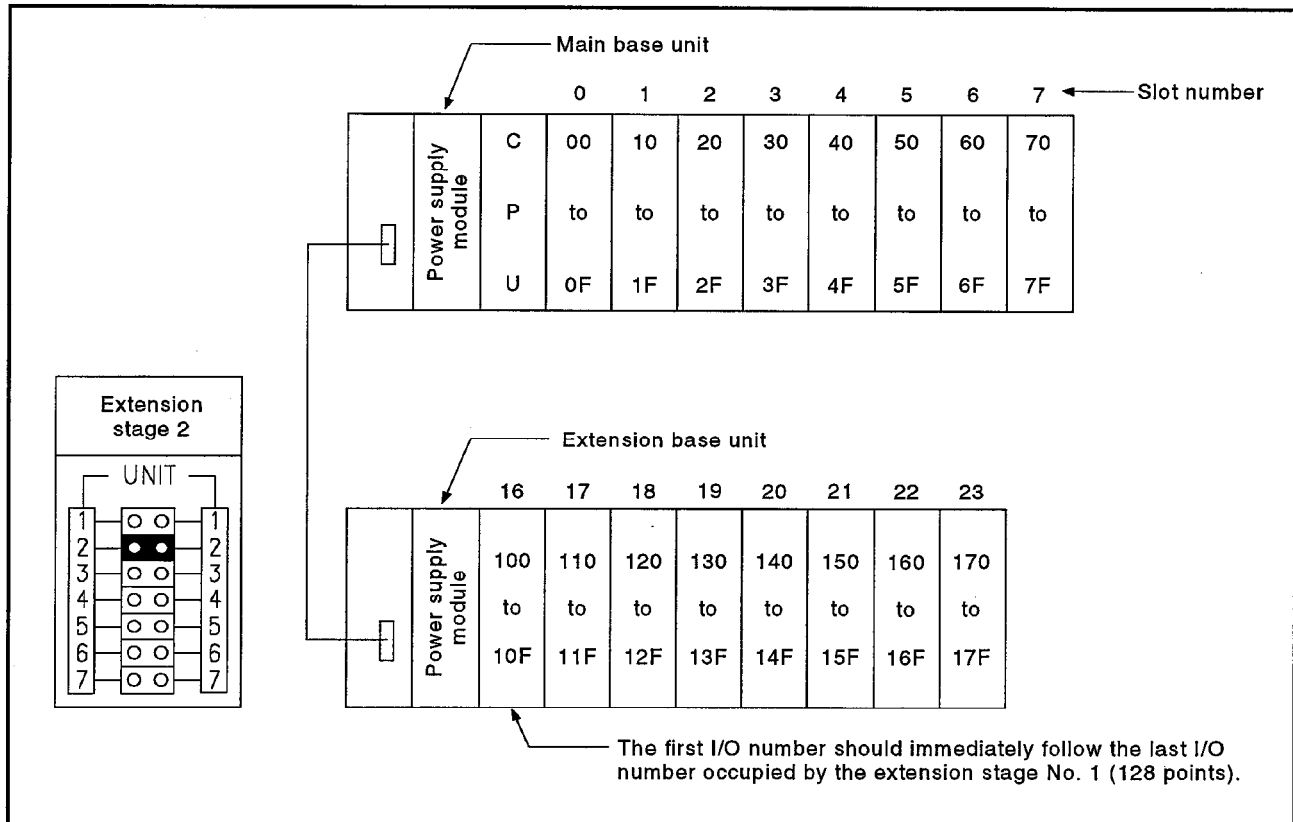 Main base unit
0 1 2 3 4 5 6 7 Slot number
Power supply
module
C 00 10 20 30 40 50 60 70
P to to to to to to to to
U 0F 1F 2F 3F 4F 5F 6F 7F
Extension
stage 2
UNIT
1 1
2 2
3 3
4 4
5 5
6 6
7 7
Extension base unit
16 17 18 19 20 21 22 23
Power supply
module
100 110 120 130 140 150 160 170
to to to to to to to to
10F 11F 12F 13F 14F 15F 16F 17F
The first I/O number should immediately follow the last I/O
number occupied by the extension stage No. 1 (128 points).